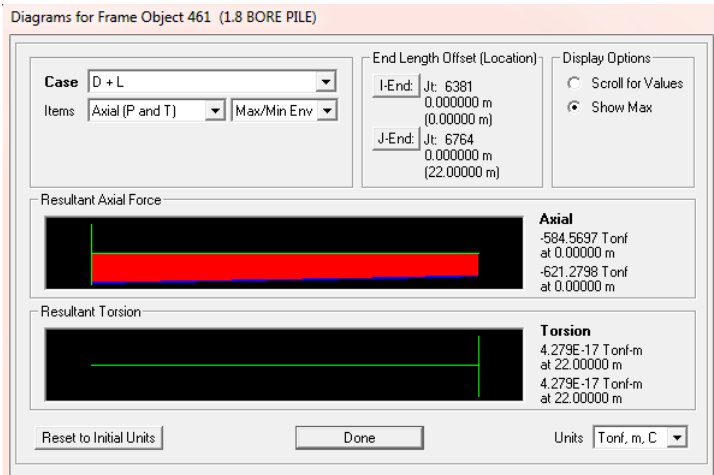 Diagrams for Frame Object 461 (1.8 BORE PILE)
Case D + L
Items Axial (P and T) Max/Min Env
End Length Offset (Location)
I-End: Jt: 6381
0.000000 m
(0.00000 m)
J-End: Jt: 6764
0.000000 m
(22.00000 m)
Display Options
Scroll for Values
Show Max
Resultant Axial Force
Axial
-584.5697 Tonf
at 0.00000 m
-621.2798 Tonf
at 0.00000 m
Resultant Torsion
Torsion
4.279E-17 Tonf-m
at 22.00000 m
4.279E-17 Tonf-m
at 22.00000 m
Reset to Initial Units Done Units Tonf, m, C